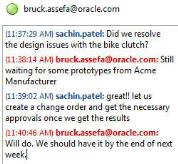 bruck.assefa@oracle.com
[11:37:29 AM] sachin.patel: Did we resolve
the design issues with the bike clutch?
[11:38:14 AM] bruck.assefa@oracle.com: Still
waiting for some prototypes from Acme
Manufacturer
[11:39:02 AM] sachin.patel: great!! let us
create a change order and get the necessary
approvals once we get the results
[11:40:46 AM] bruck.assefa@oracle.com:
Will do. We should have it by the end of next
week.